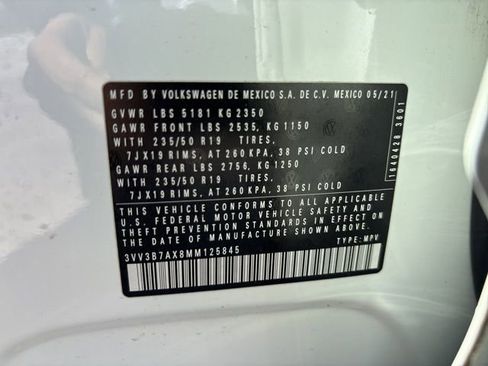 MFD BY VOLKSWAGEN DE MEXICO S.A. DE C.V. MEXICO 05/21
GVWR LBS 5181 KG 2350
GAWR FRONT LBS 2535, KG 1150
WITH 235/50 R19 TIRES,
7JX19 RIMS, AT 260 KPA, 38 PSI COLD
GAWR REAR LBS 2756, KG 1250
WITH 235/50 R19 TIRES,
7JX19 RIMS, AT 260 KPA, 38 PSI COLD
THIS VEHICLE CONFORMS TO ALL APPLICABLE
U.S. FEDERAL MOTOR VEHICLE SAFETY AND
THEFT PREVENTION STANDARDS IN EFFECT ON THE
DATE OF MANUFACTURE SHOWN ABOVE
3VV3B7AX8MM125845
TYPE: MPV
1640428 3601